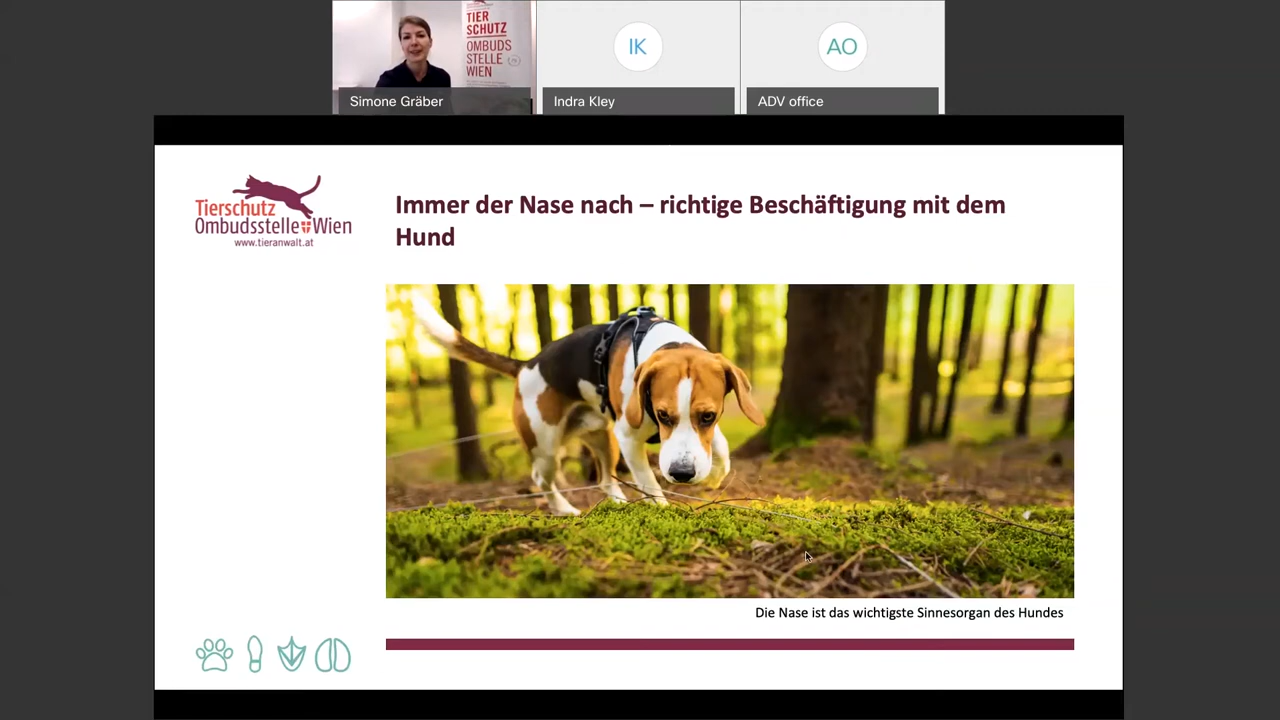 TIER
SCHUTZ
OMBUDS
STELLE
WIEN
Simone Gräber
IK
Indra Kley
AO
ADV office
Tierschutz
Ombudsstelle Wien
www.tieranwalt.at
Immer der Nase nach – richtige Beschäftigung mit dem
Hund
Die Nase ist das wichtigste Sinnesorgan des Hundes